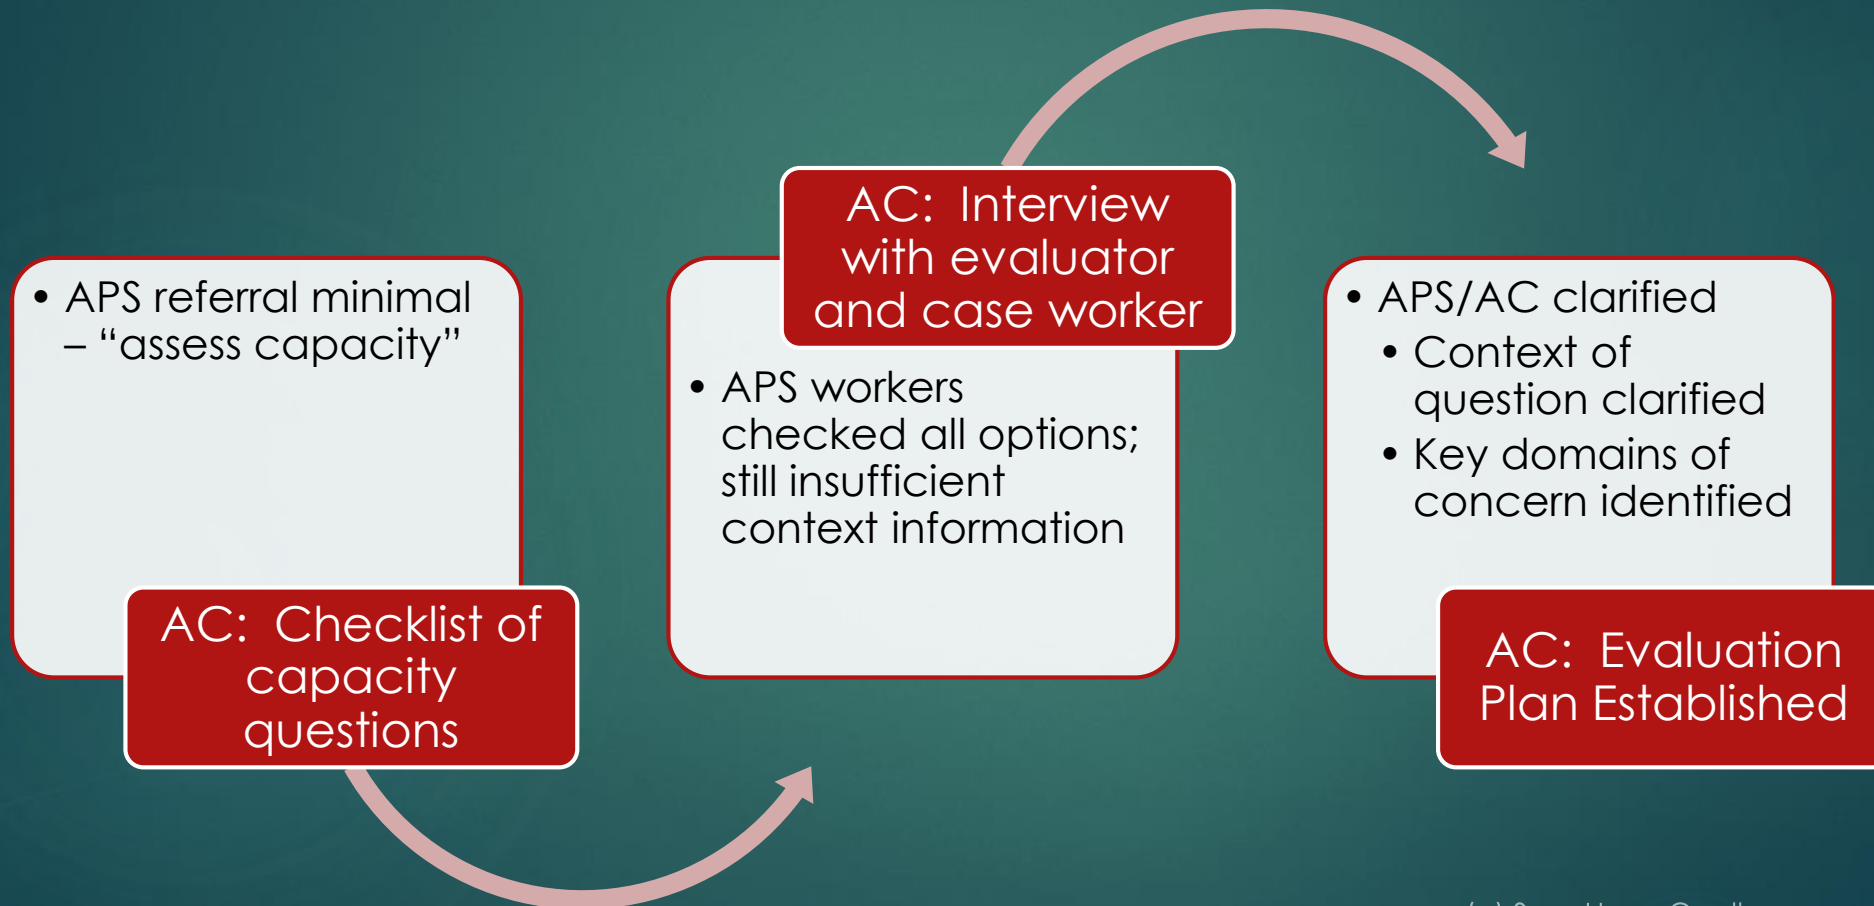 • APS referral minimal
– “assess capacity”
AC: Checklist of
capacity
questions
AC: Interview
with evaluator
and case worker
• APS workers
checked all options;
still insufficient
context information
• APS/AC clarified
• Context of
question clarified
• Key domains of
concern identified
AC: Evaluation
Plan Established